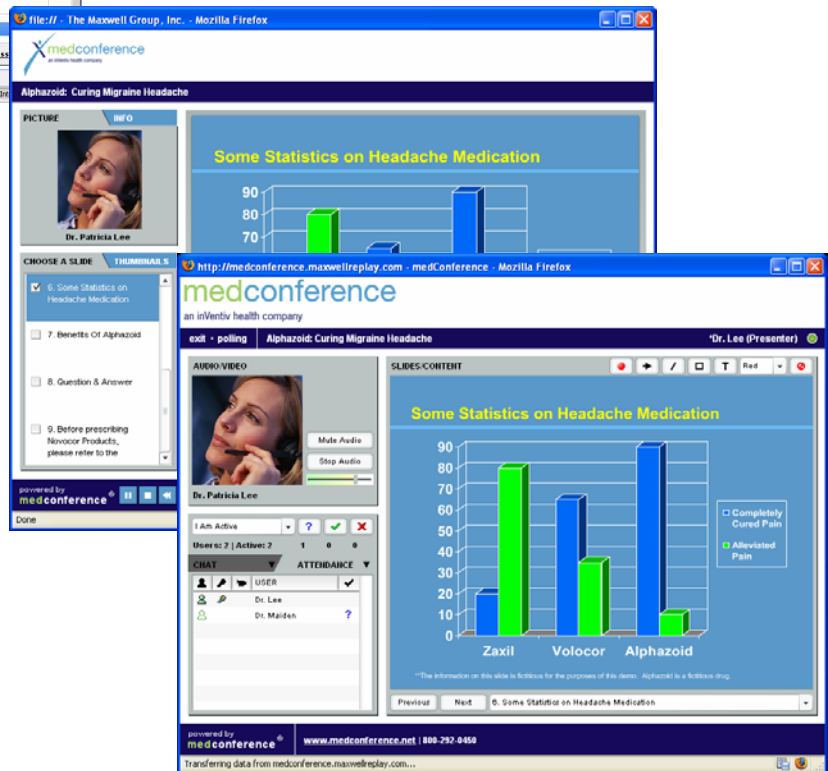 file:// - The Maxwell Group, Inc. - Mozilla Firefox
medconference
an inVentiv health company
Alphazoid: Curing Migraine Headache
PICTURE INFO
Dr. Patricia Lee
Some Statistics on Headache Medication
90
80
70
CHOOSE A SLIDE THUMBNAILS
6. Some Statistics on
Headache Medication
7. Benefits Of Alphazoid
8. Question & Answer
9. Before prescribing
Novocor Products,
please refer to the
powered by
medconference
Done
http://medconference.maxwellreplay.com - medConference - Mozilla Firefox
medconference
an inVentiv health company
exit • polling Alphazoid: Curing Migraine Headache *Dr. Lee (Presenter)
AUDIO/VIDEO
Mute Audio
Stop Audio
Dr. Patricia Lee
I Am Active ? 
Users: 2 | Active: 2 1 0 0
CHAT ATTENDANCE
USER
Dr. Lee
Dr. Maiden ?
SLIDES/CONTENT T Red
Some Statistics on Headache Medication
90
80
70
60
50
40
30
20
10
0
Zaxil Volocor Alphazoid
Completely
Cured Pain
Alleviated
Pain
**The information on this slide is fictitious for the purposes of this demo. Alphazoid is a fictitious drug.
Previous Next 6. Some Statistics on Headache Medication
powered by
medconference www.medconference.net | 800-292-0450
Transferring data from medconference.maxwellreplay.com...